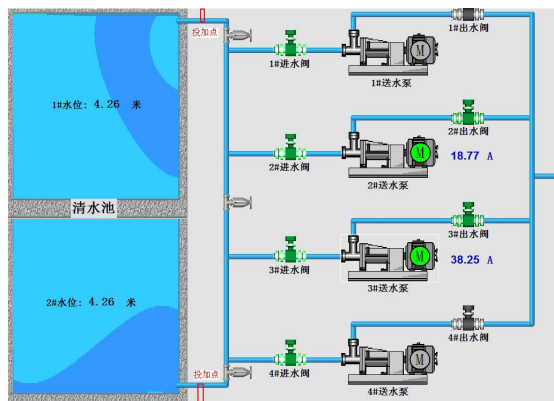 投加点
1#出水阀
1#进水阀
M
1#送水泵
1#水位: 4.26 米
2#出水阀
M
18.77 A
2#进水阀
2#送水泵
清水池
3#出水阀
M
38.25 A
3#进水阀
3#送水泵
2#水位: 4.26 米
4#出水阀
M
投加点
4#进水阀
4#送水泵